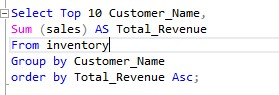 Select Top 10 Customer_Name,
Sum (sales) AS Total_Revenue
From inventory
Group by Customer_Name
order by Total_Revenue Asc;